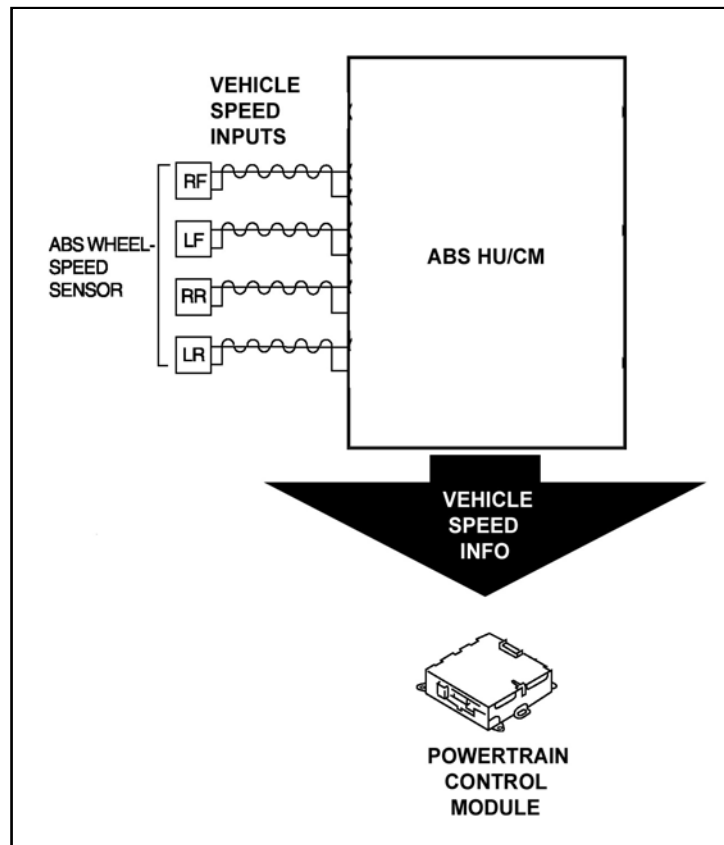 VEHICLE
SPEED
INPUTS
RF
LF
RR
LR
ABS WHEEL-
SPEED
SENSOR
ABS HU/CM
VEHICLE
SPEED
INFO
POWERTRAIN
CONTROL
MODULE